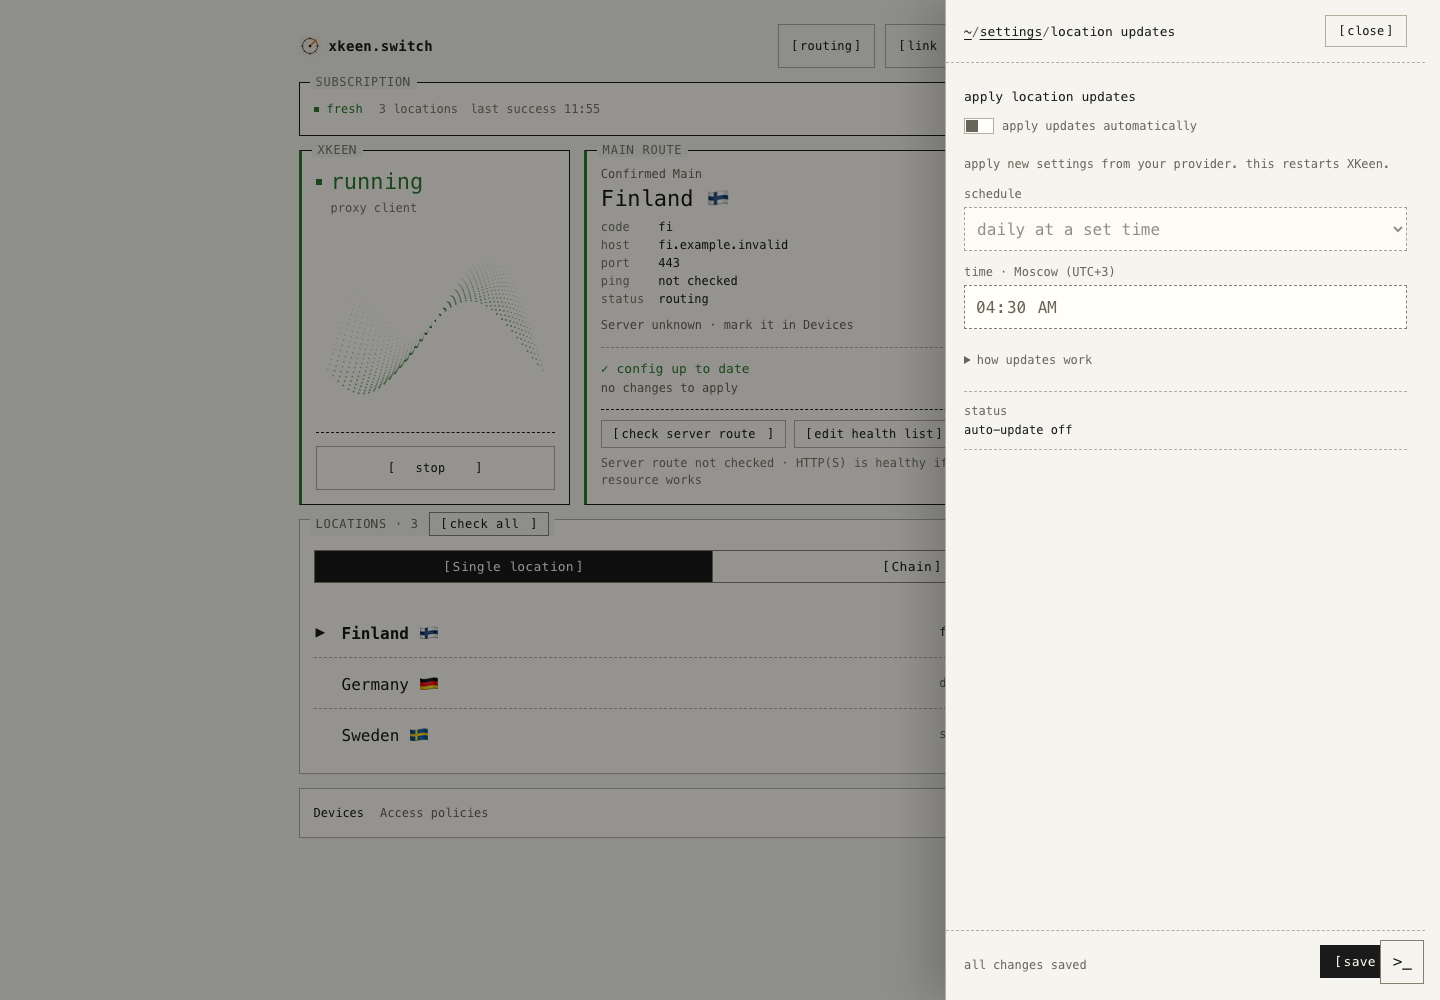 xkeen.switch
[routing]
[link
SUBSCRIPTION
fresh 3 locations last success 11:55
XKEEN
running
proxy client
[ stop ]
MAIN ROUTE
Confirmed Main
Finland
code fi
host fi.example.invalid
port 443
ping not checked
status routing
Server unknown · mark it in Devices
✓ config up to date
no changes to apply
[check server route ] [edit health list]
Server route not checked · HTTP(S) is healthy if
resource works
LOCATIONS · 3 [check all ]
[Single location] [Chain]
▶ Finland
Germany
Sweden
Devices Access policies
~/settings/location updates
[close]
apply location updates
apply updates automatically
apply new settings from your provider. this restarts XKeen.
schedule
daily at a set time
time · Moscow (UTC+3)
04:30 AM
▶ how updates work
status
auto-update off
all changes saved
[save
>_